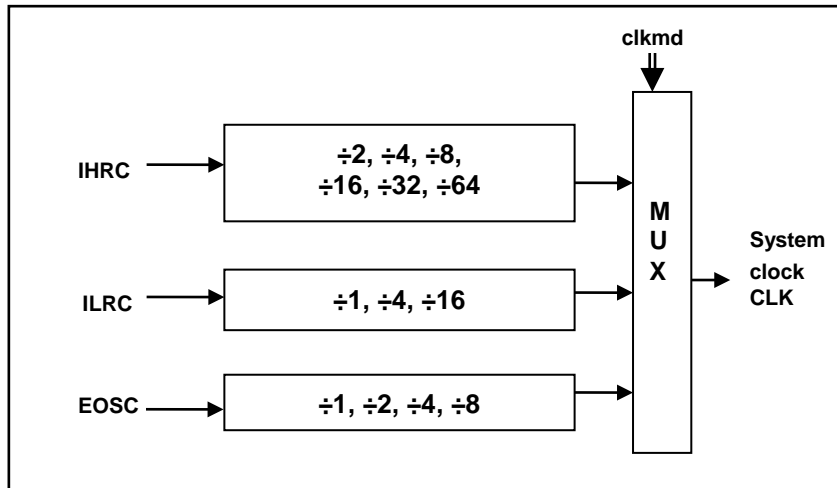 clkmd
IHRC
÷2, ÷4, ÷8,
÷16, ÷32, ÷64
ILRC
÷1, ÷4, ÷16
EOSC
÷1, ÷2, ÷4, ÷8
M
U
X
System
clock
CLK